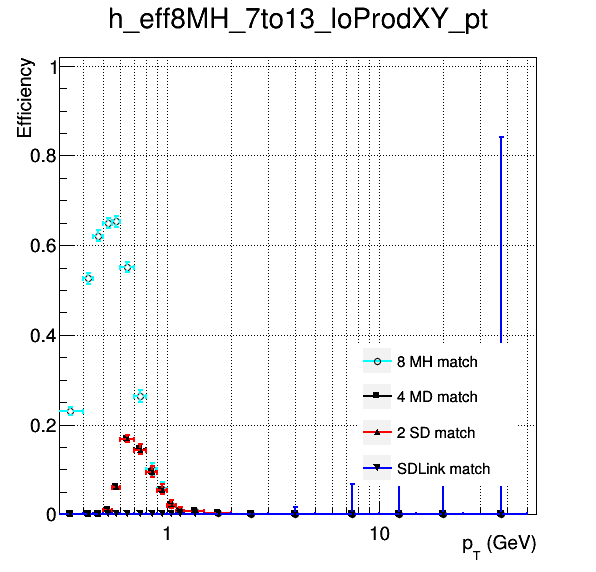 h_eff8MH_7to13_loProdXY_pt
Efficiency
1
0.8
0.6
0.4
0.2
0
8 MH match
4 MD match
2 SD match
SDLink match
1
10
p_T (GeV)